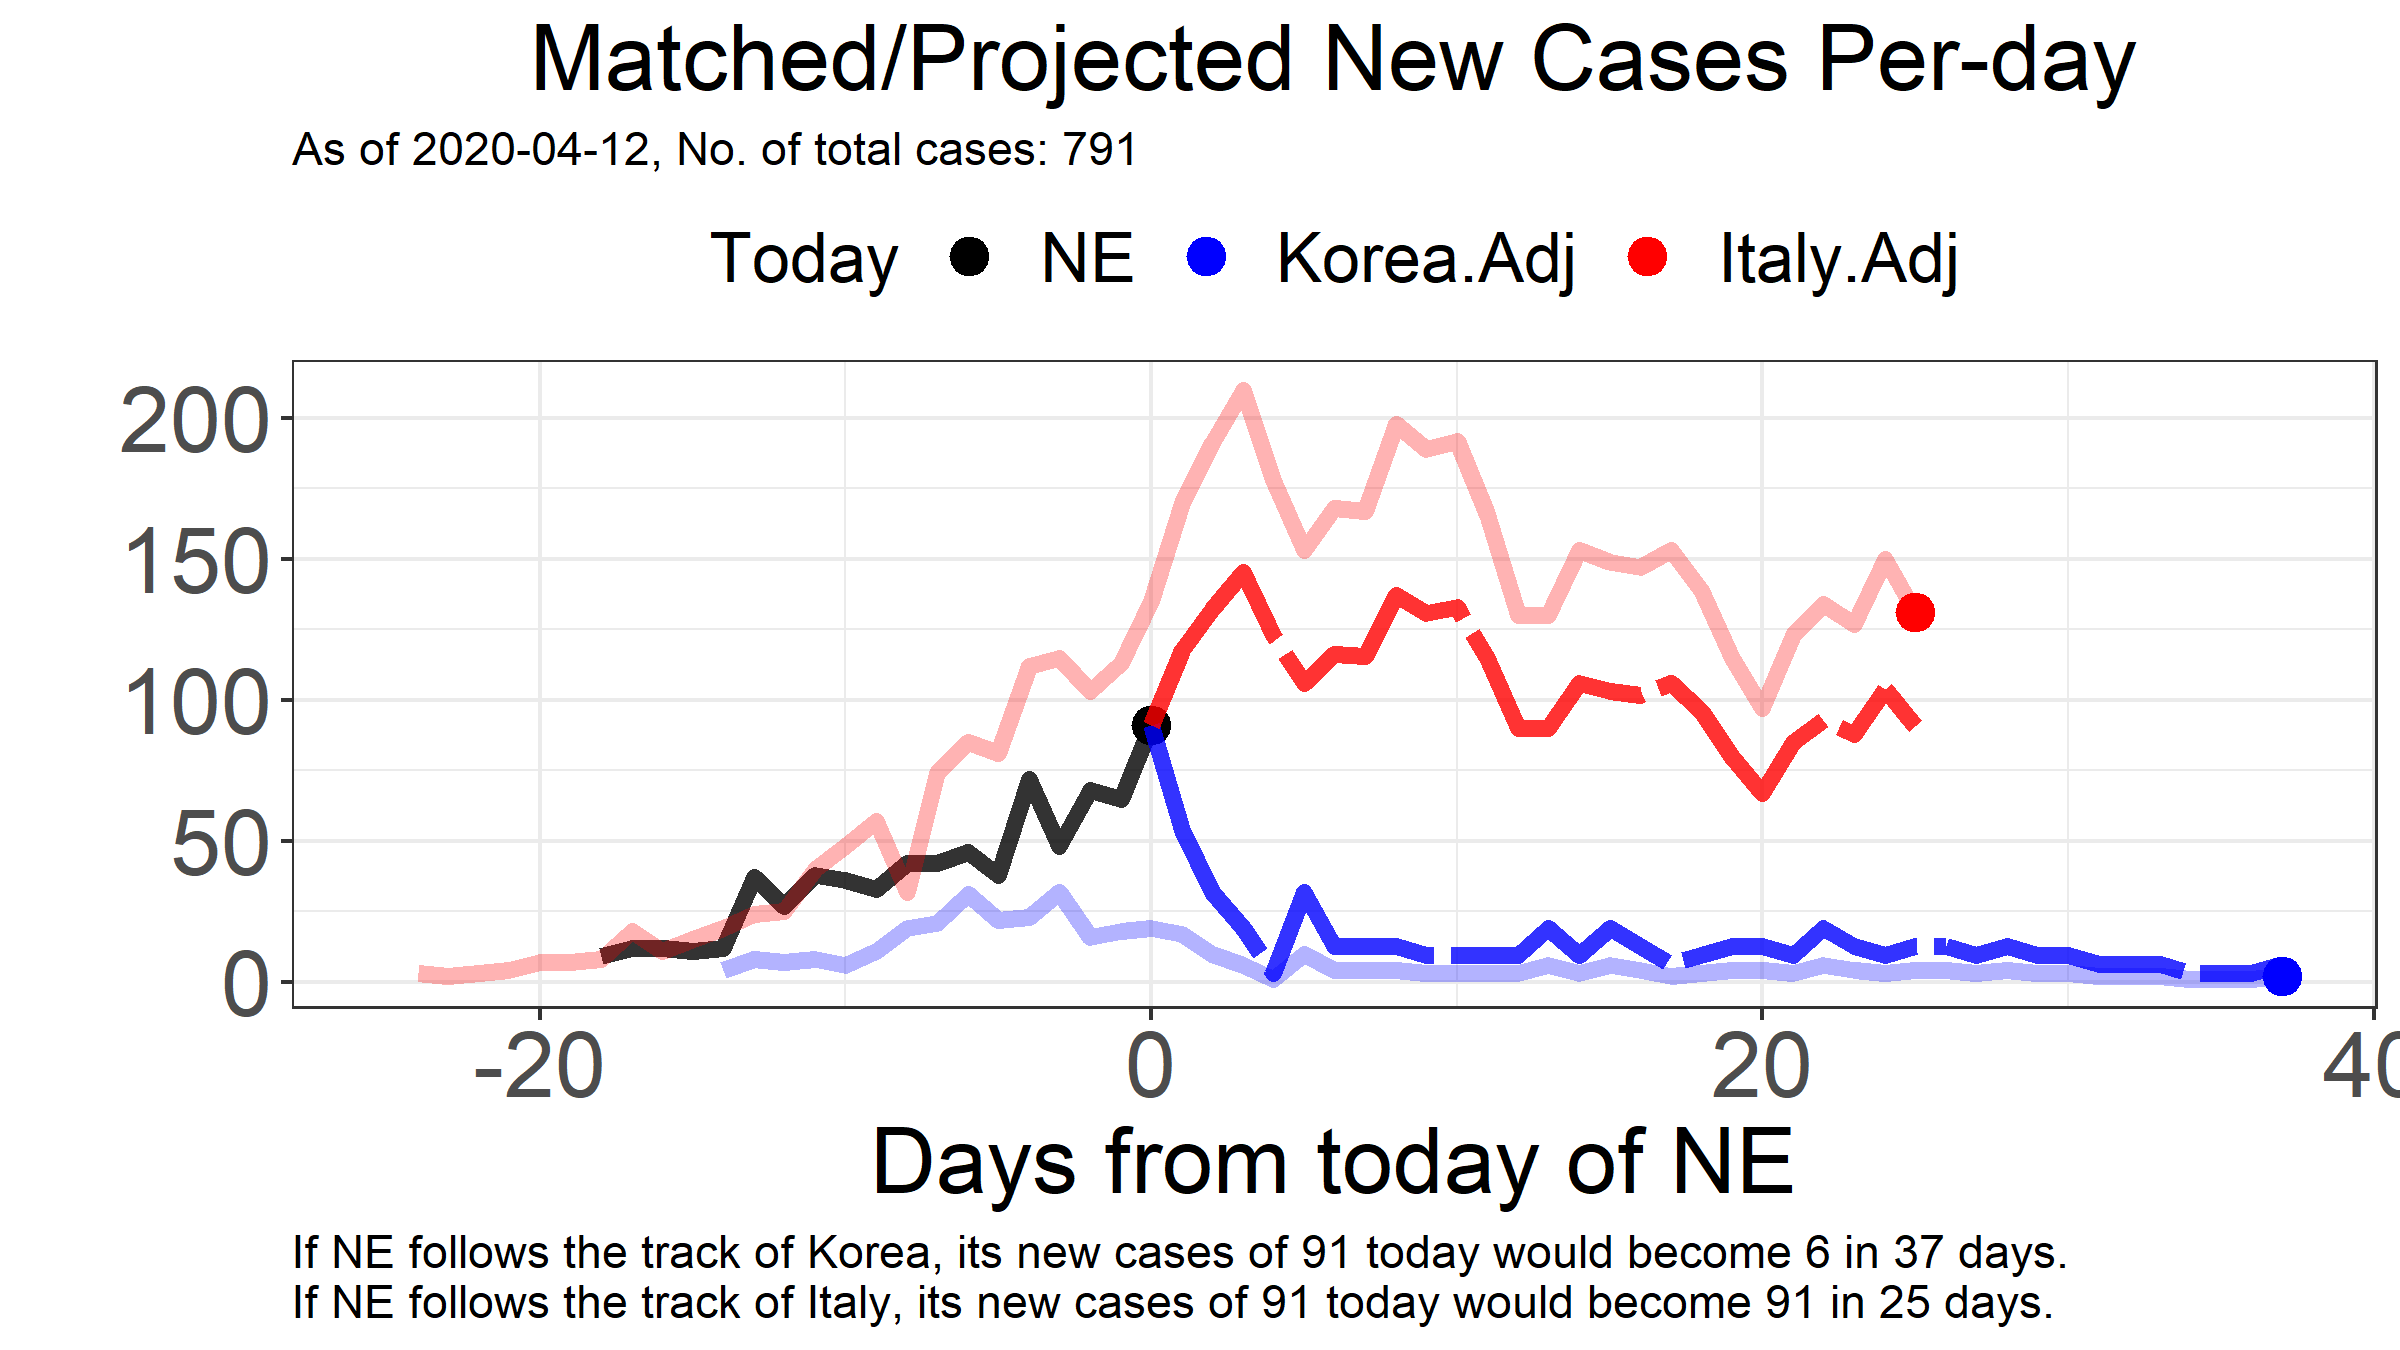 Matched/Projected New Cases Per-day
As of 2020-04-12, No. of total cases: 791
Today NE Korea.Adj Italy.Adj
200
150
100
50
0
-20 0 20 40
Days from today of NE
If NE follows the track of Korea, its new cases of 91 today would become 6 in 37 days.
If NE follows the track of Italy, its new cases of 91 today would become 91 in 25 days.